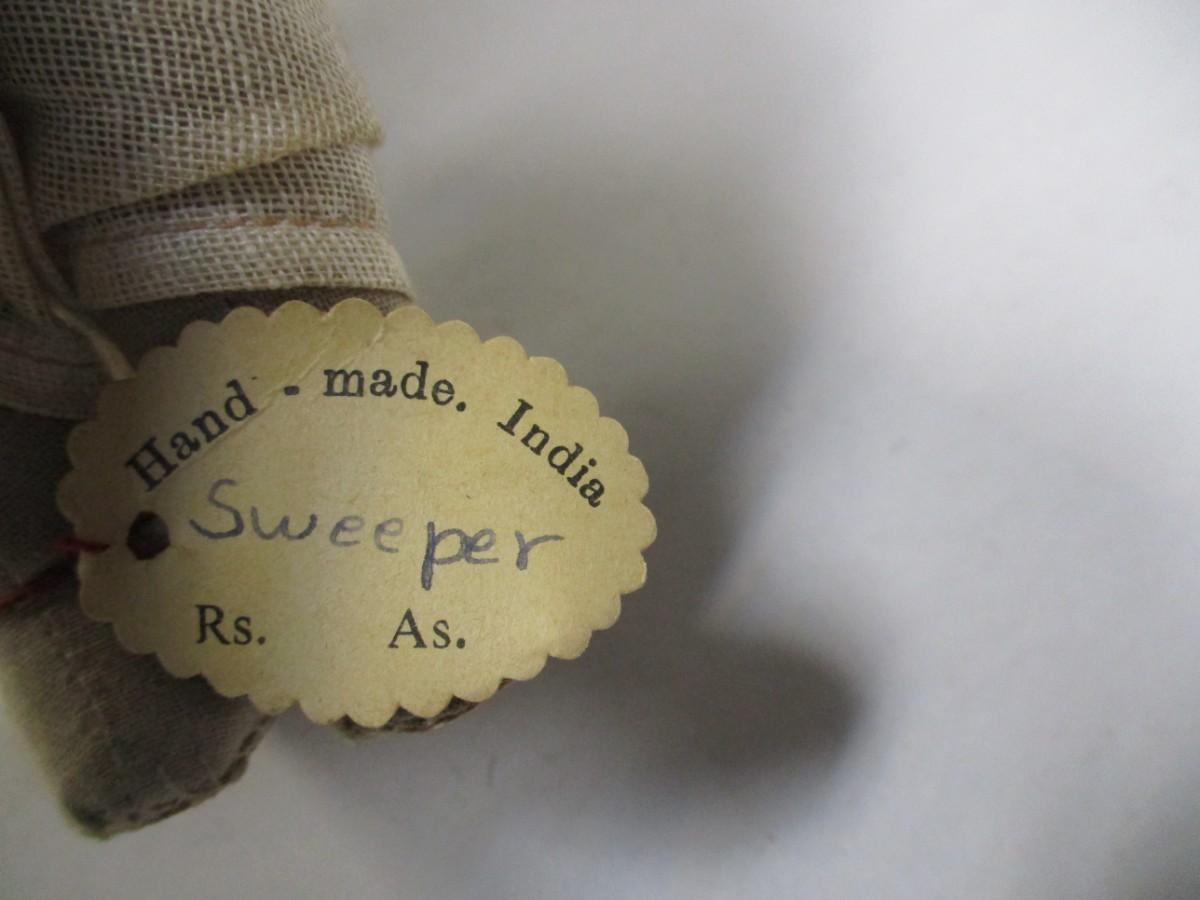 Hand - made. India
Sweeper
Rs. As.